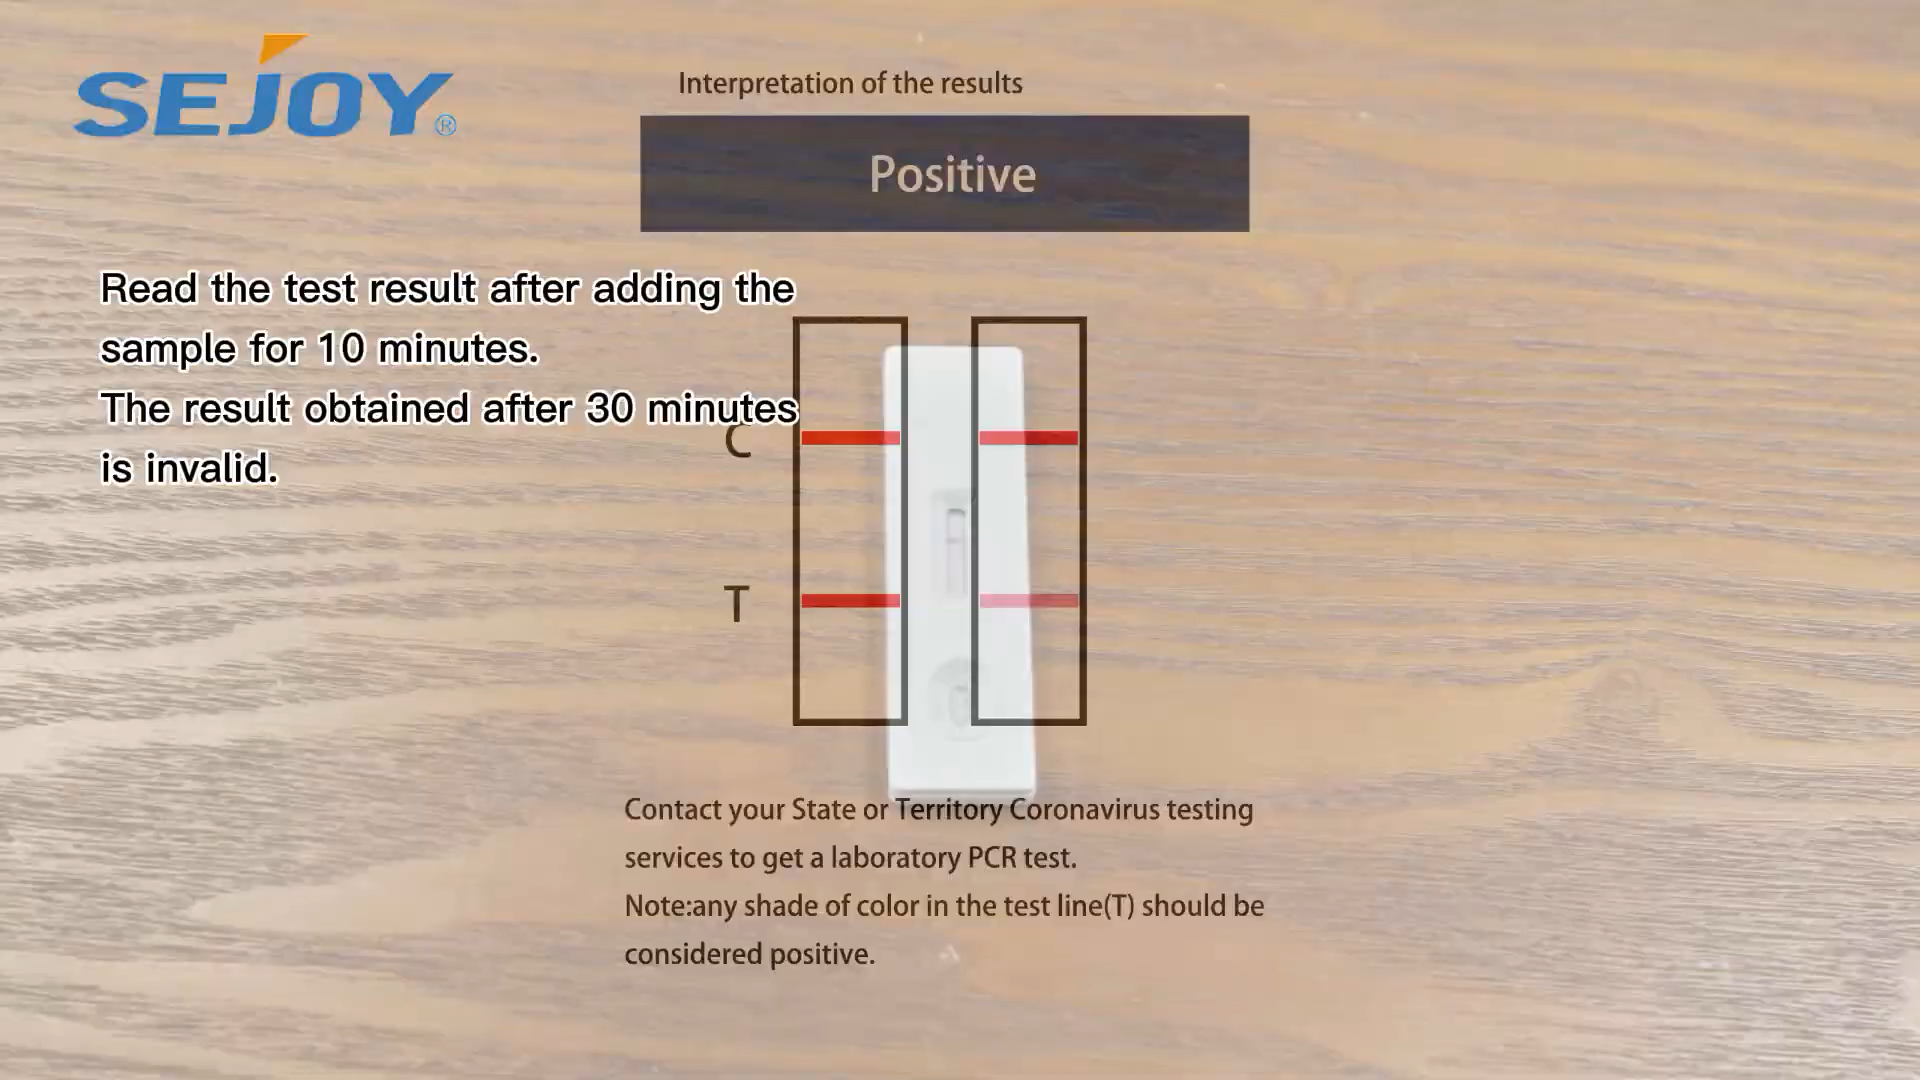 SEJOY®
Interpretation of the results
Positive
Read the test result after adding the
sample for 10 minutes.
The result obtained after 30 minutes
is invalid.
C
T
Contact your State or Territory Coronavirus testing
services to get a laboratory PCR test.
Note:any shade of color in the test line(T) should be
considered positive.